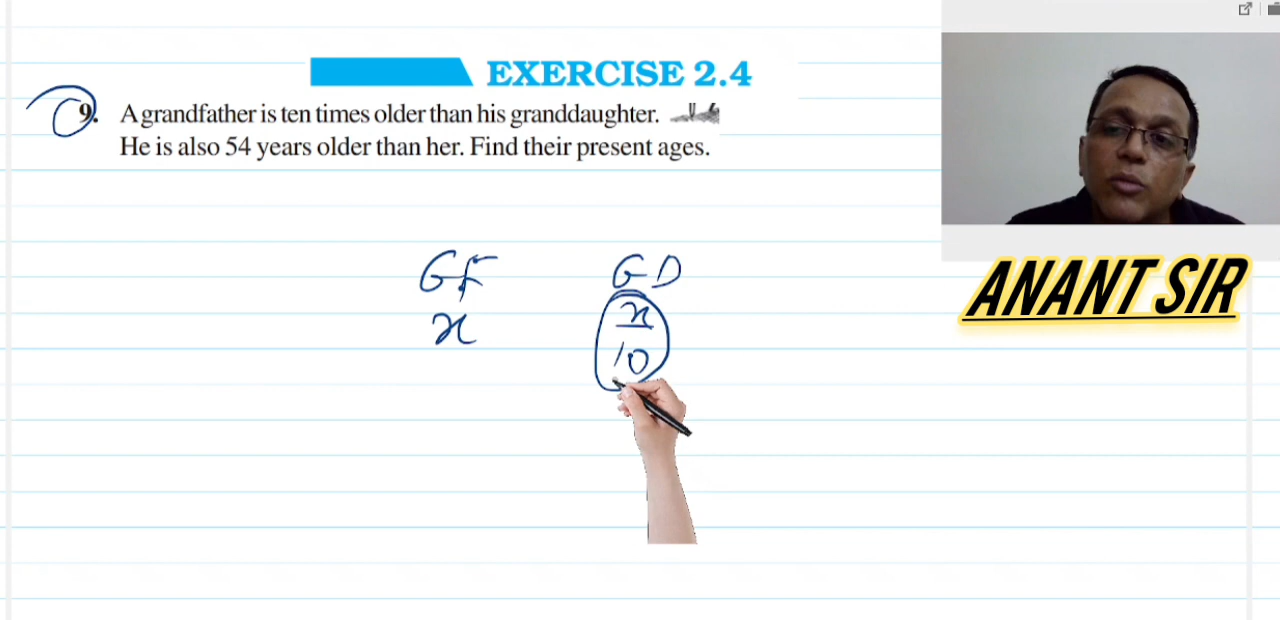 EXERCISE 2.4
9. A grandfather is ten times older than his granddaughter.
He is also 54 years older than her. Find their present ages.
GF GD
x x
10
ANANT SIR